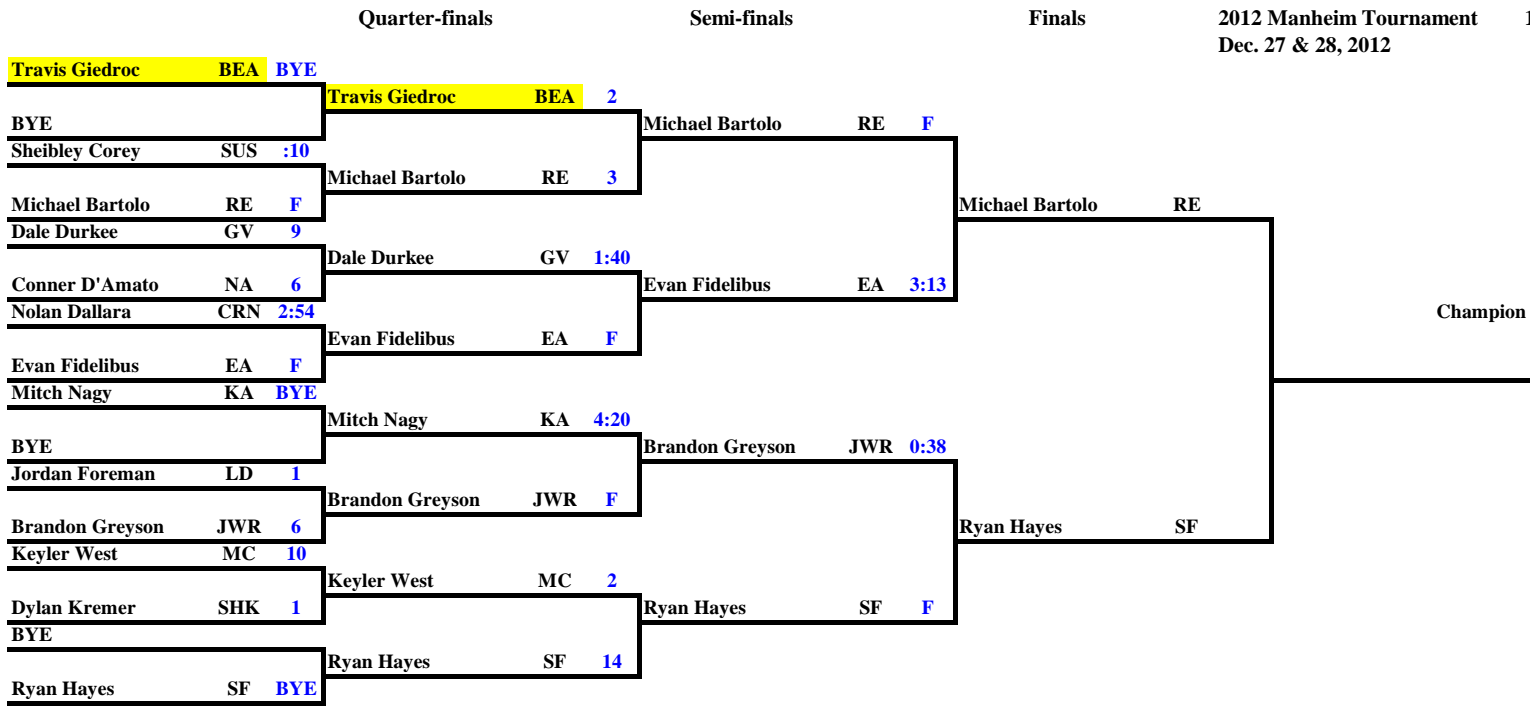 Quarter-finals Semi-finals Finals 2012 Manheim Tournament 1
Dec. 27 & 28, 2012
Travis Giedroc BEA BYE
Travis Giedroc BEA 2
BYE
Michael Bartolo RE F
Sheibley Corey SUS :10
Michael Bartolo RE 3
Michael Bartolo RE F
Michael Bartolo RE
Dale Durkee GV 9
Dale Durkee GV 1:40
Conner D'Amato NA 6
Evan Fidelibus EA 3:13
Nolan Dallara CRN 2:54
Champion
Evan Fidelibus EA F
Evan Fidelibus EA F
Mitch Nagy KA BYE
Mitch Nagy KA 4:20
BYE
Brandon Greyson JWR 0:38
Jordan Foreman LD 1
Brandon Greyson JWR F
Brandon Greyson JWR 6
Ryan Hayes SF
Keyler West MC 10
Keyler West MC 2
Dylan Kremer SHK 1
Ryan Hayes SF F
BYE
Ryan Hayes SF 14
Ryan Hayes SF BYE